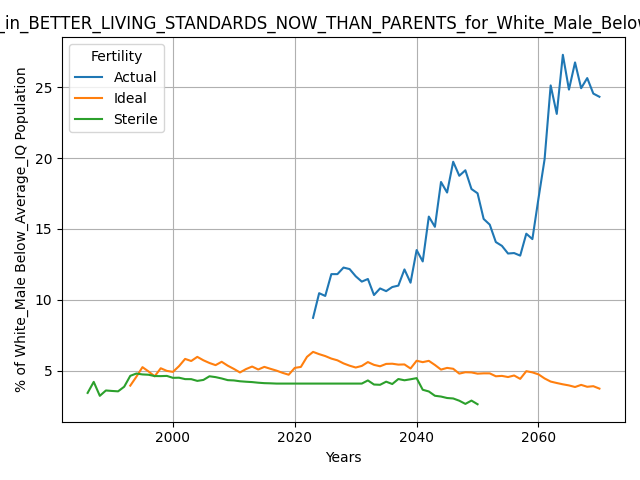 _in_BETTER_LIVING_STANDARDS_NOW_THAN_PARENTS_for_White_Male_Below
Fertility
Actual
Ideal
Sterile
% of White_Male Below_Average_IQ Population
25
20
15
10
5
2000
2020
2040
2060
Years